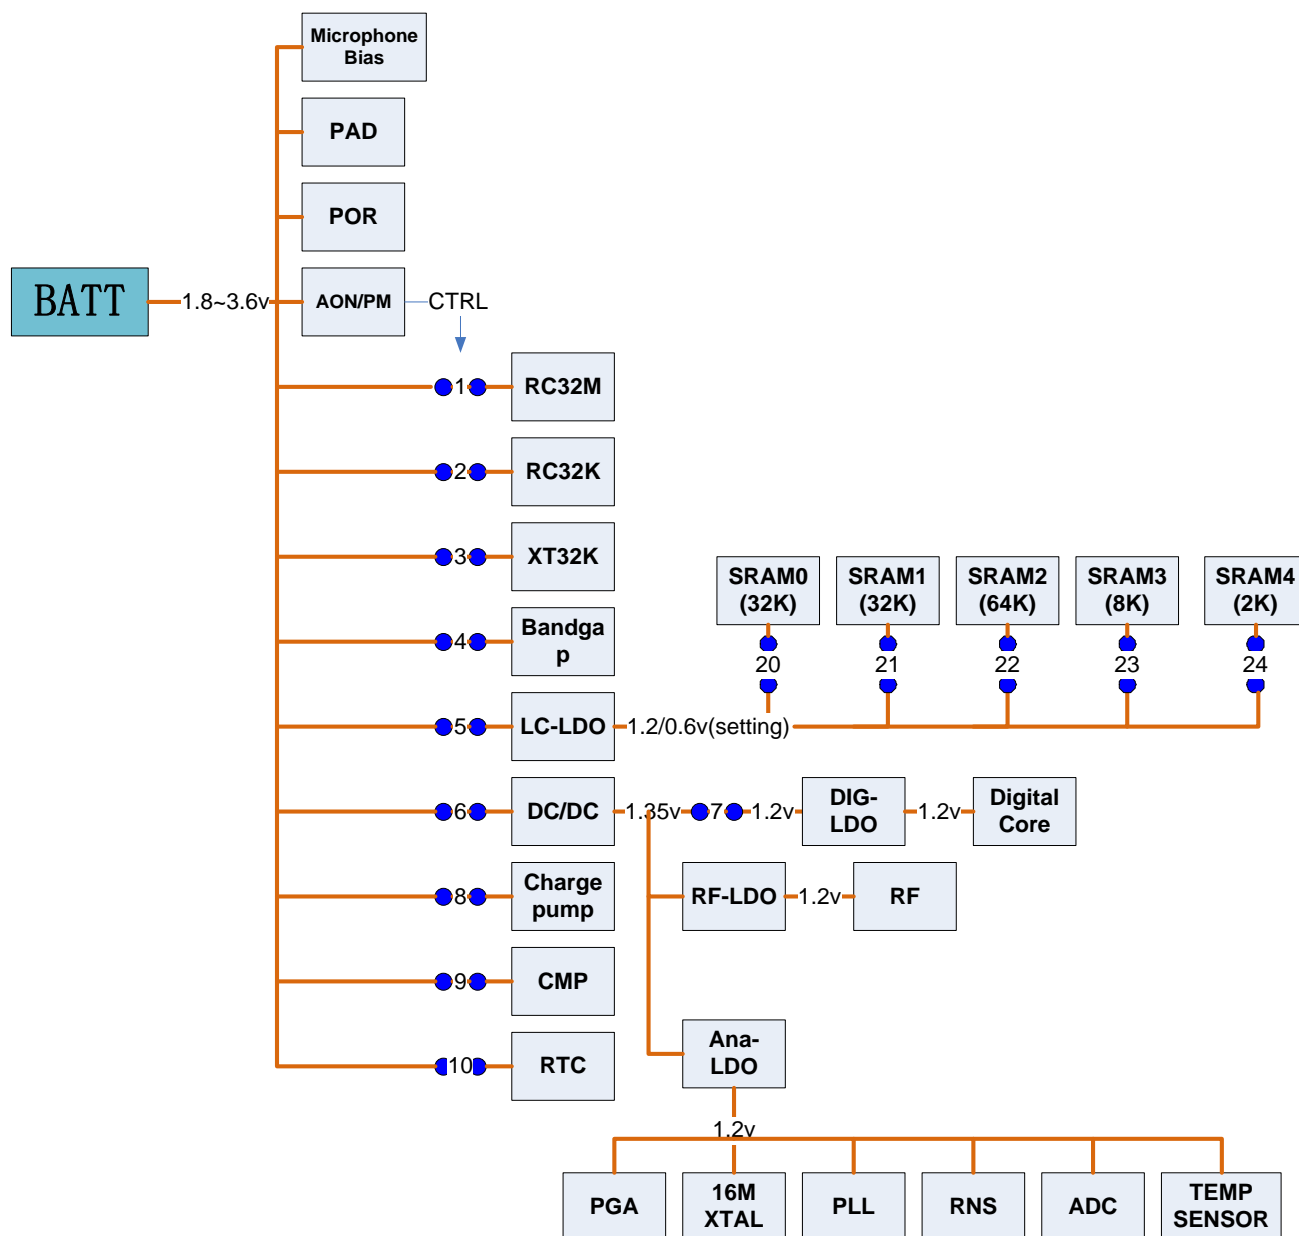 Microphone
Bias
PAD
POR
BATT
1.8~3.6v
AON/PM
CTRL
1
RC32M
2
RC32K
3
XT32K
SRAM0
(32K)
SRAM1
(32K)
SRAM2
(64K)
SRAM3
(8K)
SRAM4
(2K)
4
Bandga
p
20
21
22
23
24
5
LC-LDO
1.2/0.6v(setting)
6
DC/DC
1.35v
7
1.2v
DIG-
LDO
1.2v
Digital
Core
8
Charge
pump
RF-LDO
1.2v
RF
9
CMP
10
RTC
Ana-
LDO
1.2v
PGA
16M
XTAL
PLL
RNS
ADC
TEMP
SENSOR